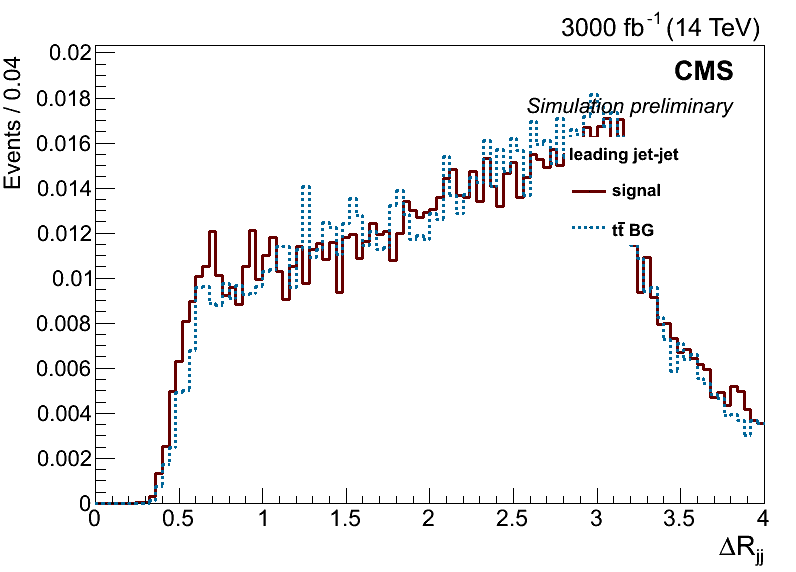 3000 fb⁻¹ (14 TeV)
CMS
Simulation preliminary
leading jet-jet
signal
tt̄ BG
Events / 0.04
0.02
0.018
0.016
0.014
0.012
0.01
0.008
0.006
0.004
0.002
0
0 0.5 1 1.5 2 2.5 3 3.5 4
ΔRjj